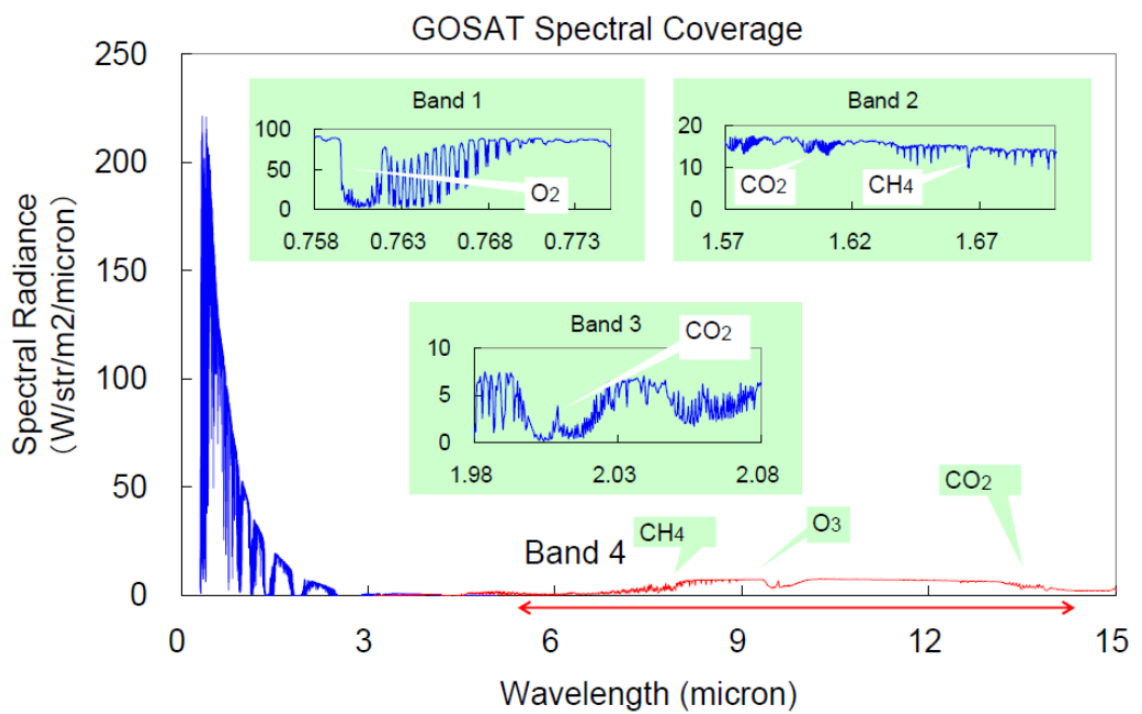 GOSAT Spectral Coverage
Spectral Radiance
(W/str/m2/micron)
250
200
150
100
50
0
Band 1
100
50
0
O2
0.758 0.763 0.768 0.773
Band 2
20
10
0
CO2
CH4
1.57 1.62 1.67
Band 3
10
5
0
CO2
1.98 2.03 2.08
Band 4
CH4
O3
CO2
0 3 6 9 12 15
Wavelength (micron)